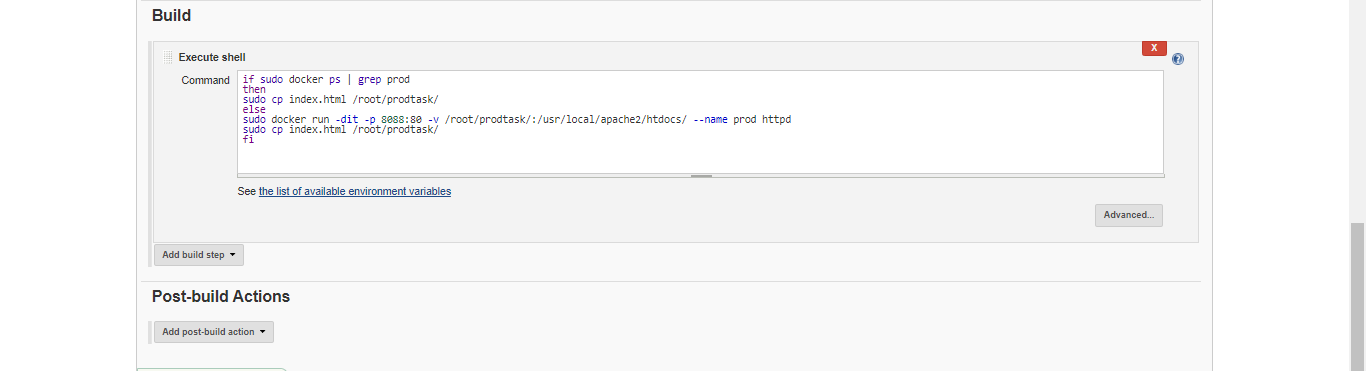 Build
X
Execute shell
?
Command
if sudo docker ps | grep prod
then
sudo cp index.html /root/prodtask/
else
sudo docker run -dit -p 8088:80 -v /root/prodtask/:/usr/local/apache2/htdocs/ --name prod httpd
sudo cp index.html /root/prodtask/
fi
See the list of available environment variables
Advanced...
Add build step
Post-build Actions
Add post-build action